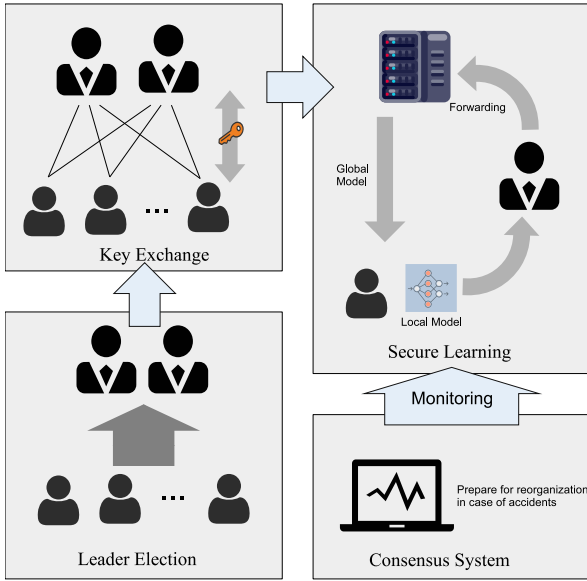 Key Exchange
Forwarding
Global
Model
Local Model
Secure Learning
Leader Election
Monitoring
Prepare for reorganization
in case of accidents
Consensus System